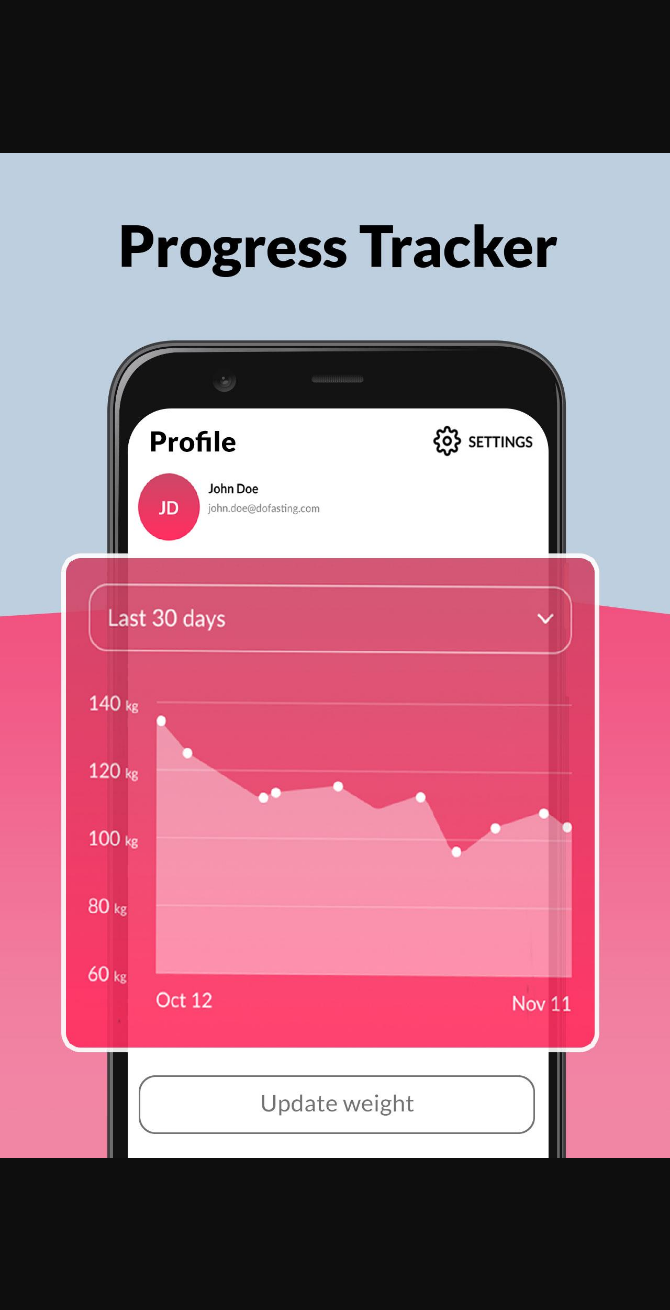 Progress Tracker
Profile
SETTINGS
JD
John Doe
john.doe@dofasting.com
Last 30 days
140 kg
120 kg
100 kg
80 kg
60 kg
Oct 12
Nov 11
Update weight